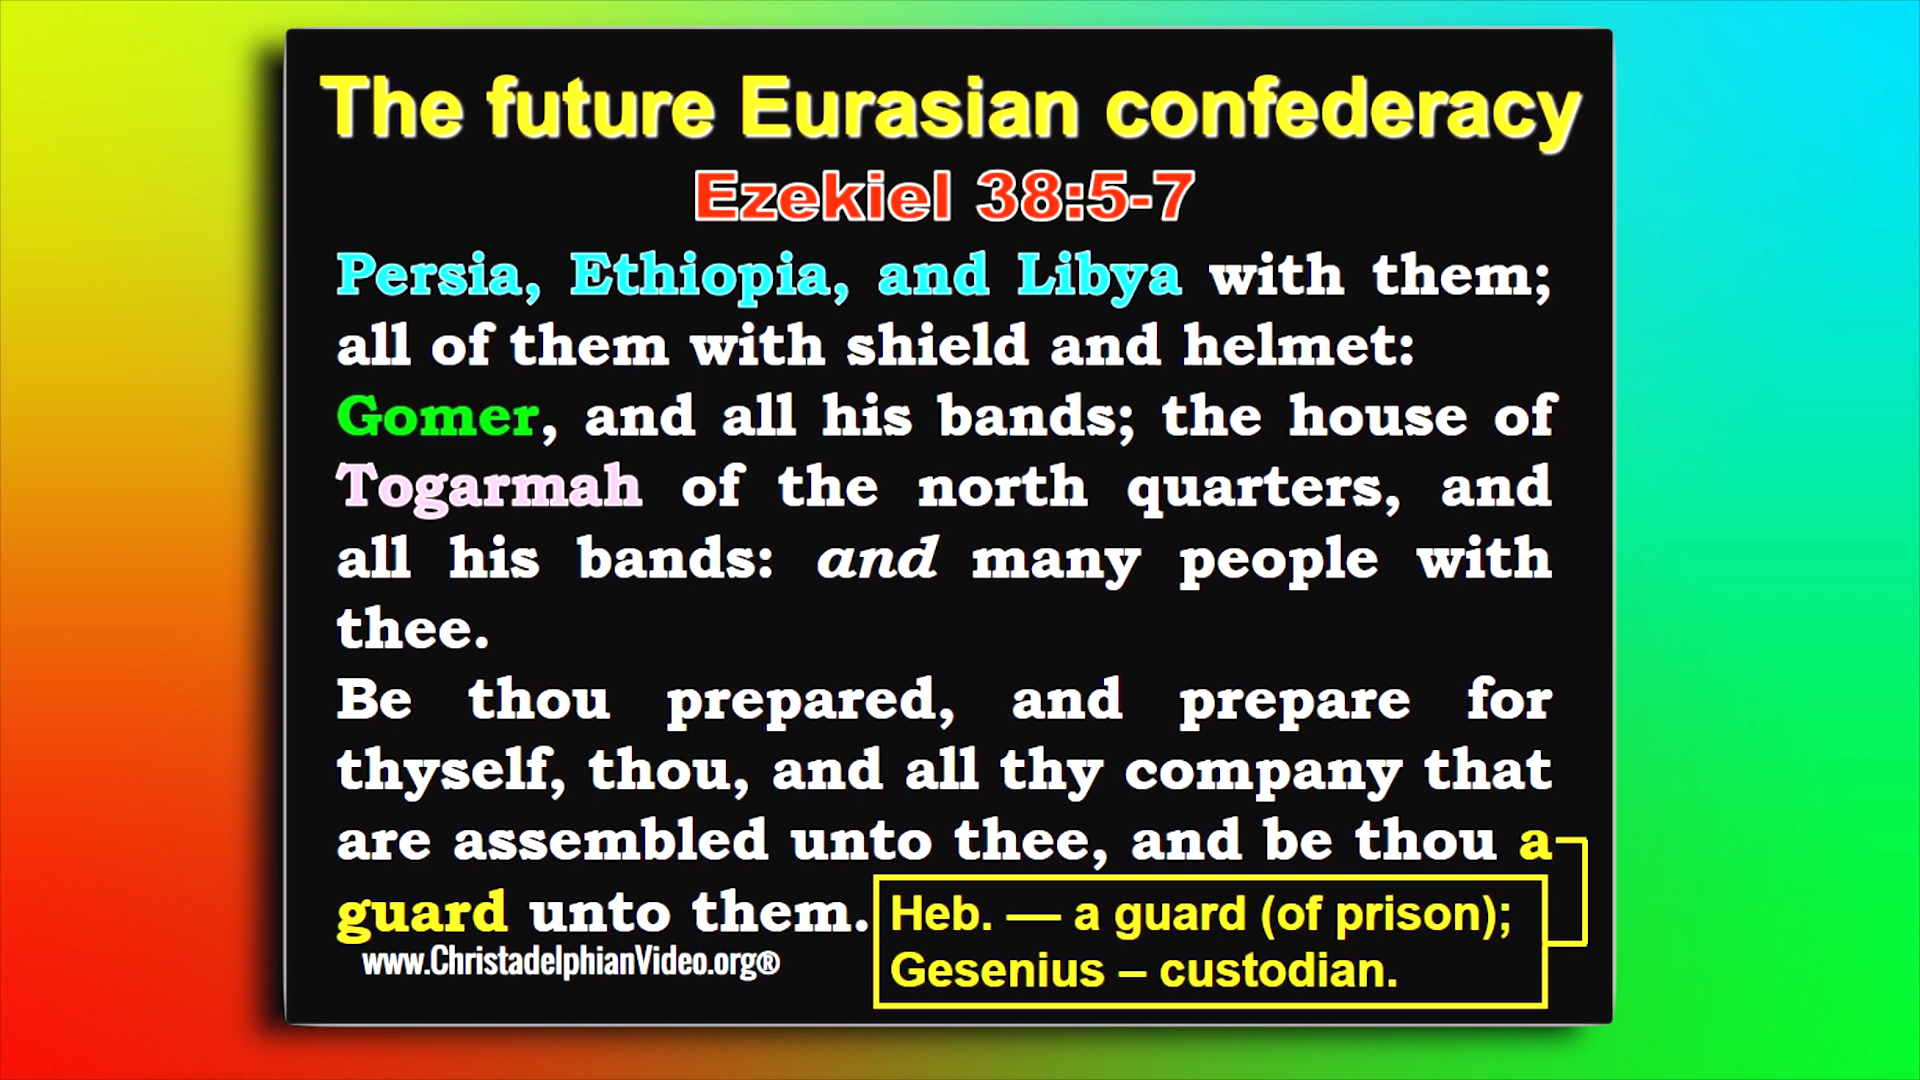 The future Eurasian confederacy
Ezekiel 38:5-7
Persia, Ethiopia, and Libya with them;
all of them with shield and helmet:
Gomer, and all his bands; the house of
Togarmah of the north quarters, and
all his bands: and many people with
thee.
Be thou prepared, and prepare for
thyself, thou, and all thy company that
are assembled unto thee, and be thou a
guard unto them.
Heb. — a guard (of prison);
Gesenius – custodian.
www.ChristadelphianVideo.org®